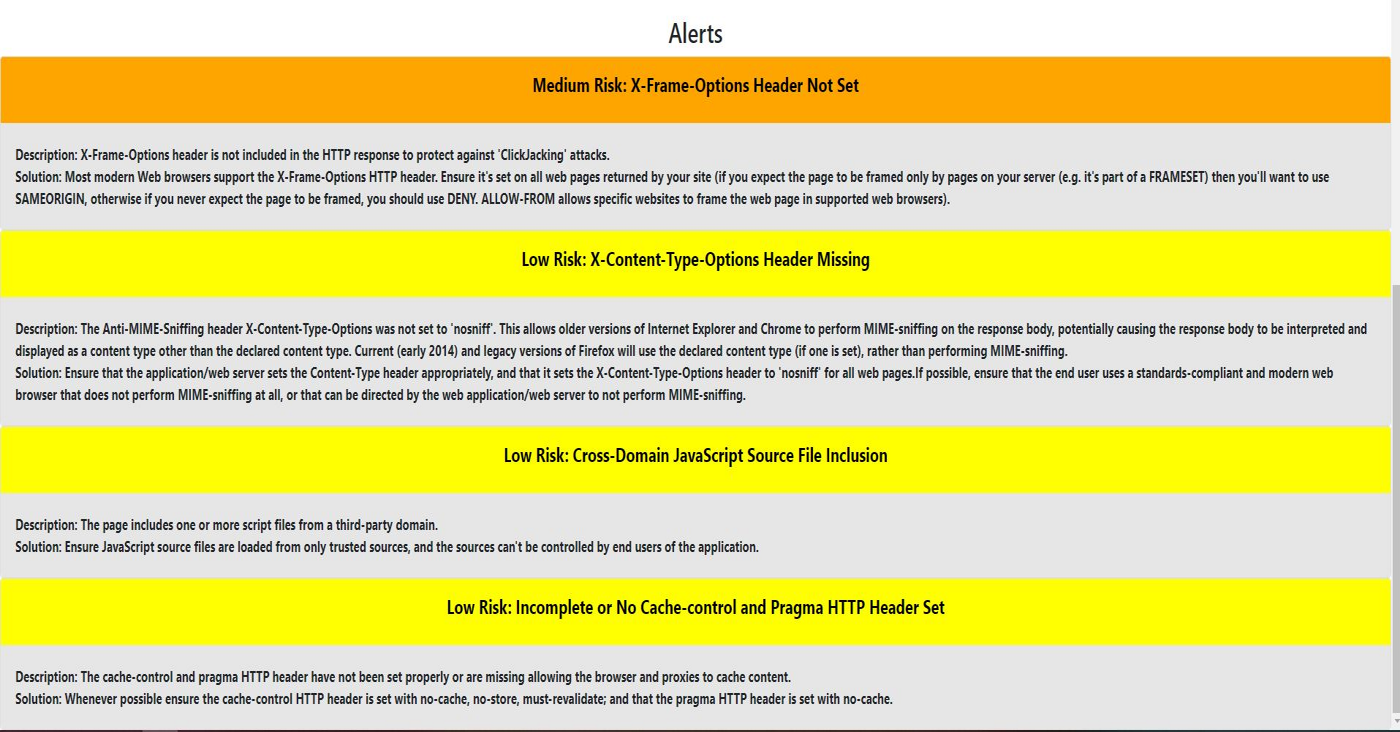 Alerts
Medium Risk: X-Frame-Options Header Not Set
Description: X-Frame-Options header is not included in the HTTP response to protect against 'ClickJacking' attacks.
Solution: Most modern Web browsers support the X-Frame-Options HTTP header. Ensure it's set on all web pages returned by your site (if you expect the page to be framed only by pages on your server (e.g. it's part of a FRAMESET) then you'll want to use
SAMEORIGIN, otherwise if you never expect the page to be framed, you should use DENY. ALLOW-FROM allows specific websites to frame the web page in supported web browsers).
Low Risk: X-Content-Type-Options Header Missing
Description: The Anti-MIME-Sniffing header X-Content-Type-Options was not set to 'nosniff'. This allows older versions of Internet Explorer and Chrome to perform MIME-sniffing on the response body, potentially causing the response body to be interpreted and
displayed as a content type other than the declared content type. Current (early 2014) and legacy versions of Firefox will use the declared content type (if one is set), rather than performing MIME-sniffing.
Solution: Ensure that the application/web server sets the Content-Type header appropriately, and that it sets the X-Content-Type-Options header to 'nosniff' for all web pages.If possible, ensure that the end user uses a standards-compliant and modern web
browser that does not perform MIME-sniffing at all, or that can be directed by the web application/web server to not perform MIME-sniffing.
Low Risk: Cross-Domain JavaScript Source File Inclusion
Description: The page includes one or more script files from a third-party domain.
Solution: Ensure JavaScript source files are loaded from only trusted sources, and the sources can't be controlled by end users of the application.
Low Risk: Incomplete or No Cache-control and Pragma HTTP Header Set
Description: The cache-control and pragma HTTP header have not been set properly or are missing allowing the browser and proxies to cache content.
Solution: Whenever possible ensure the cache-control HTTP header is set with no-cache, no-store, must-revalidate; and that the pragma HTTP header is set with no-cache.